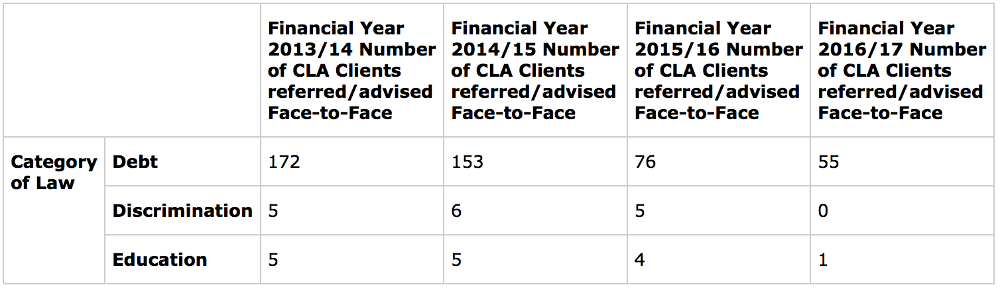 Financial Year
2013/14 Number
of CLA Clients
referred/advised
Face-to-Face
Financial Year
2014/15 Number
of CLA Clients
referred/advised
Face-to-Face
Financial Year
2015/16 Number
of CLA Clients
referred/advised
Face-to-Face
Financial Year
2016/17 Number
of CLA Clients
referred/advised
Face-to-Face
Category
of Law
Debt
172
153
76
55
Discrimination
5
6
5
0
Education
5
5
4
1